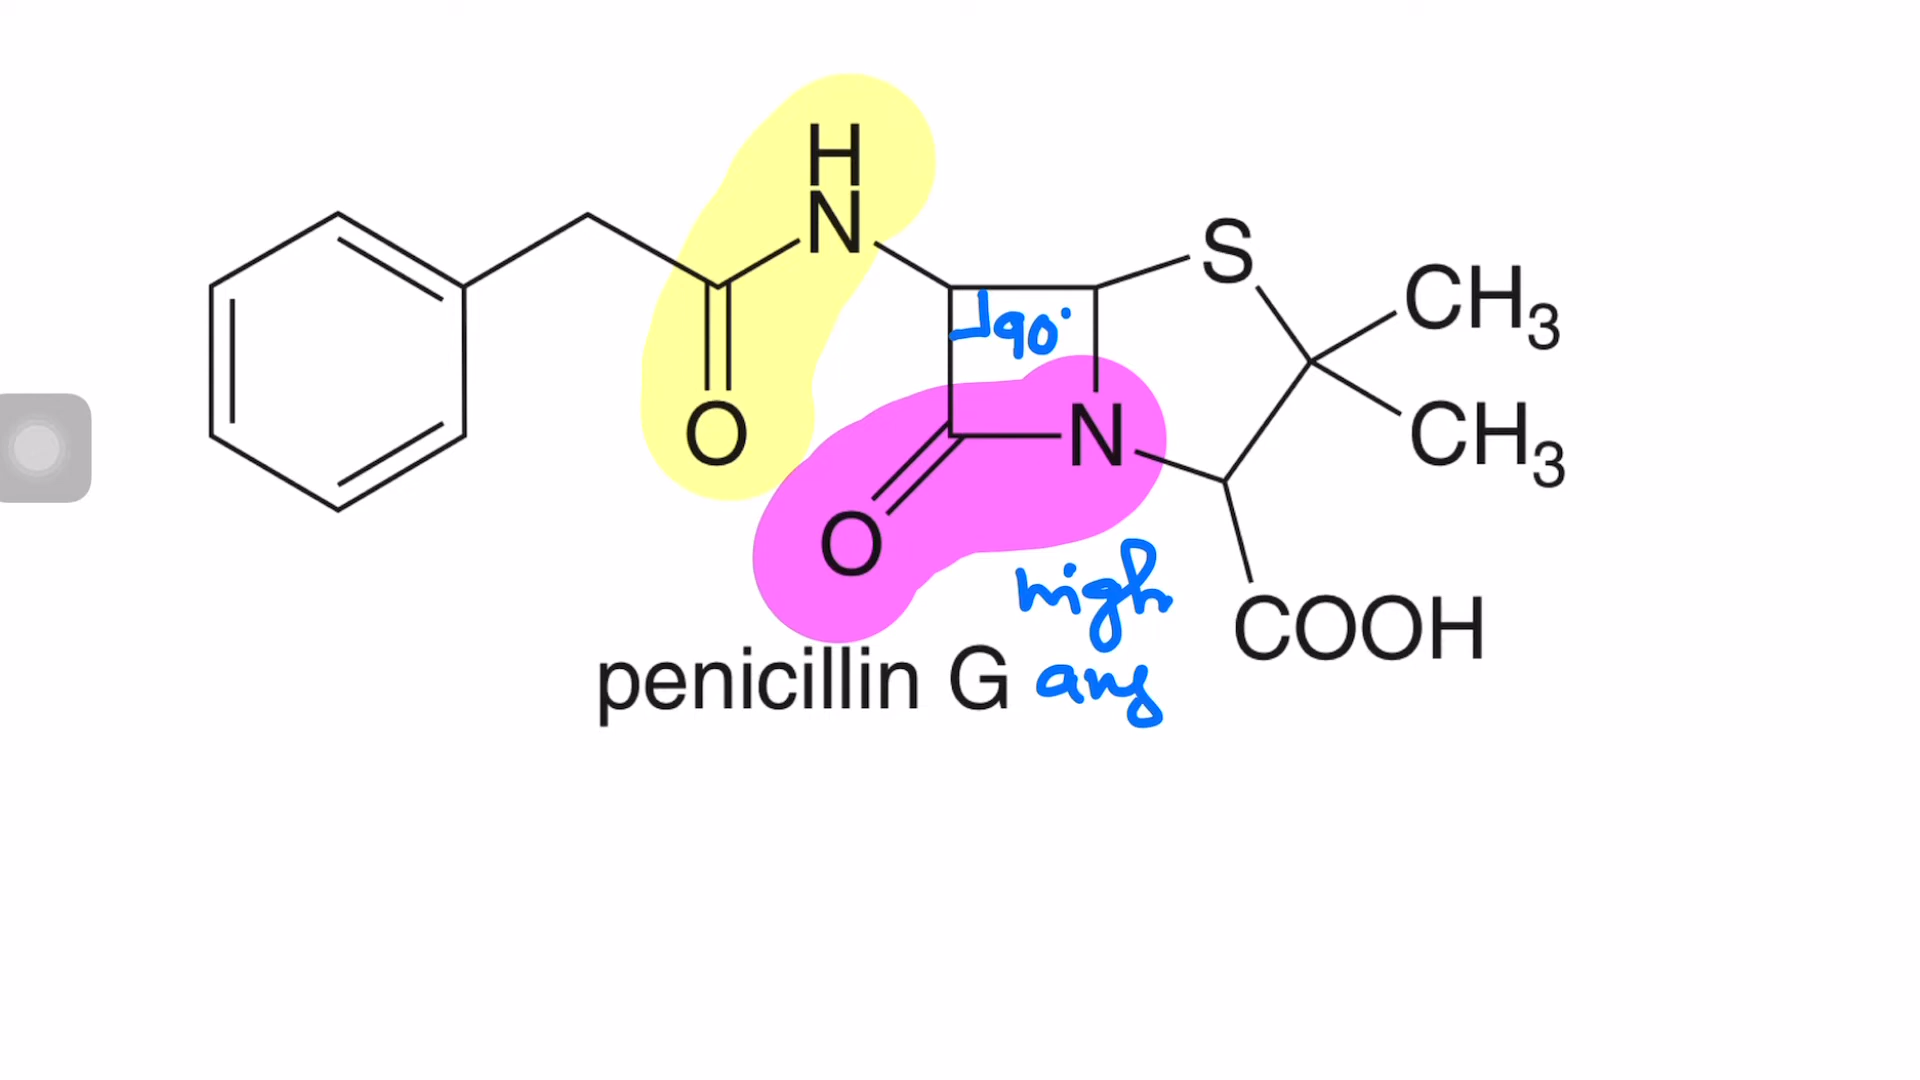 H
N
S
CH3
90°
CH3
O
N
O
high
COOH
penicillin G
ang